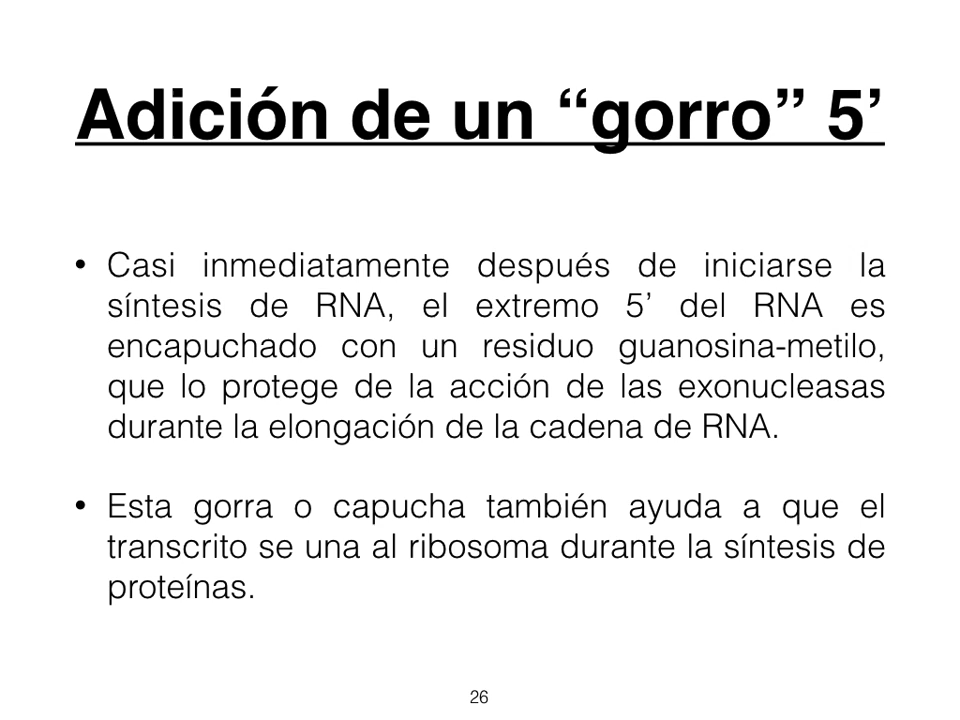 Adición de un “gorro” 5’
• Casi inmediatamente después de iniciarse la
síntesis de RNA, el extremo 5’ del RNA es
encapuchado con un residuo guanosina-metilo,
que lo protege de la acción de las exonucleasas
durante la elongación de la cadena de RNA.
• Esta gorra o capucha también ayuda a que el
transcrito se una al ribosoma durante la síntesis de
proteínas.
26